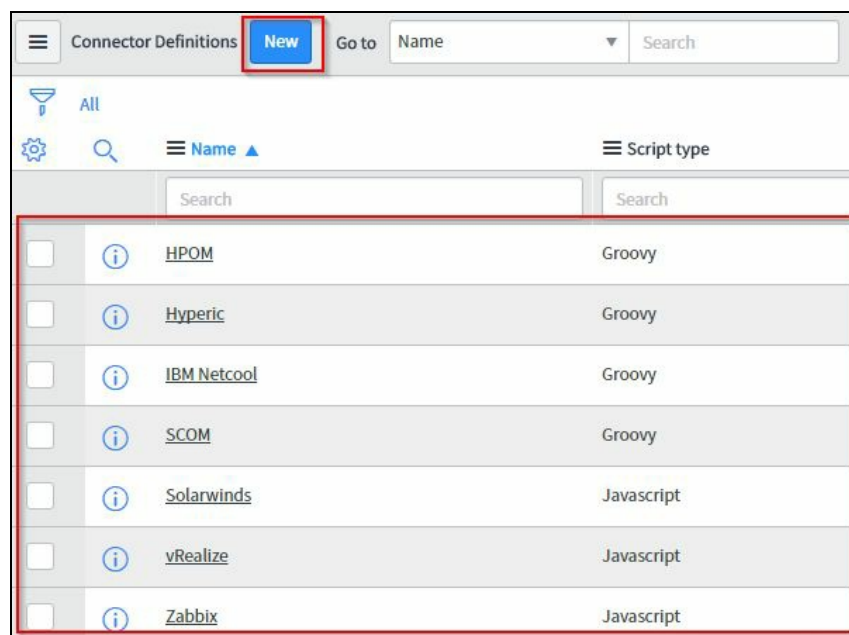 Connector Definitions New Go to Name Search
All
Name Script type
Search Search
HPOM Groovy
Hyperic Groovy
IBM Netcool Groovy
SCOM Groovy
Solarwinds Javascript
vRealize Javascript
Zabbix Javascript